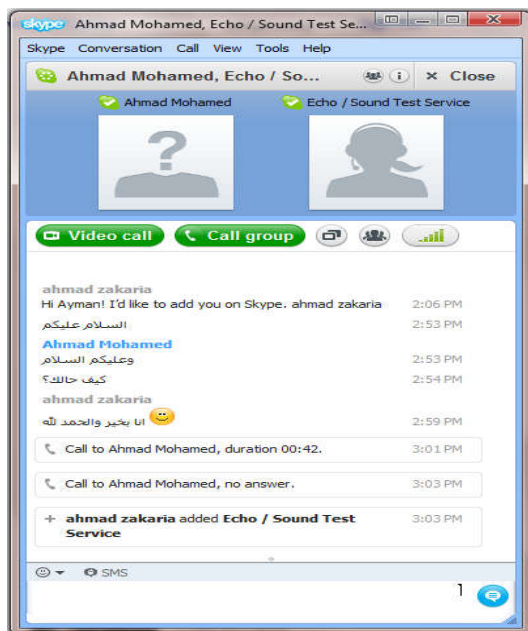 skype Ahmad Mohamed, Echo / Sound Test Se...
Skype Conversation Call View Tools Help
Ahmad Mohamed, Echo / So... i × Close
Ahmad Mohamed Echo / Sound Test Service
?
Video call Call group
ahmad zakaria
Hi Ayman! I'd like to add you on Skype. ahmad zakaria 2:06 PM
السلام عليكم 2:53 PM
Ahmad Mohamed
وعليكم السلام 2:53 PM
كيف حالك؟ 2:54 PM
ahmad zakaria
انا بخير والحمد لله 2:59 PM
Call to Ahmad Mohamed, duration 00:42. 3:01 PM
Call to Ahmad Mohamed, no answer. 3:03 PM
+ ahmad zakaria added Echo / Sound Test 3:03 PM
Service
SMS
1